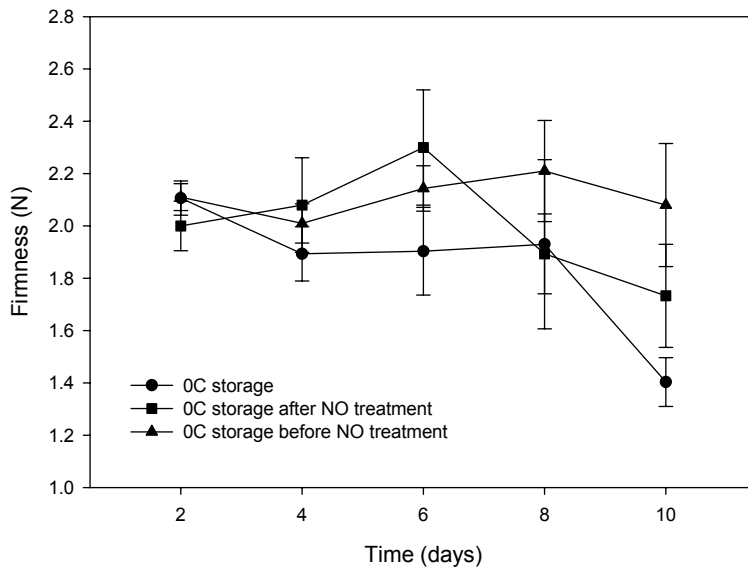 2.8
2.6
2.4
2.2
2.0
1.8
1.6
1.4
1.2
1.0
Firmness (N)
0C storage
0C storage after NO treatment
0C storage before NO treatment
2 4 6 8 10
Time (days)